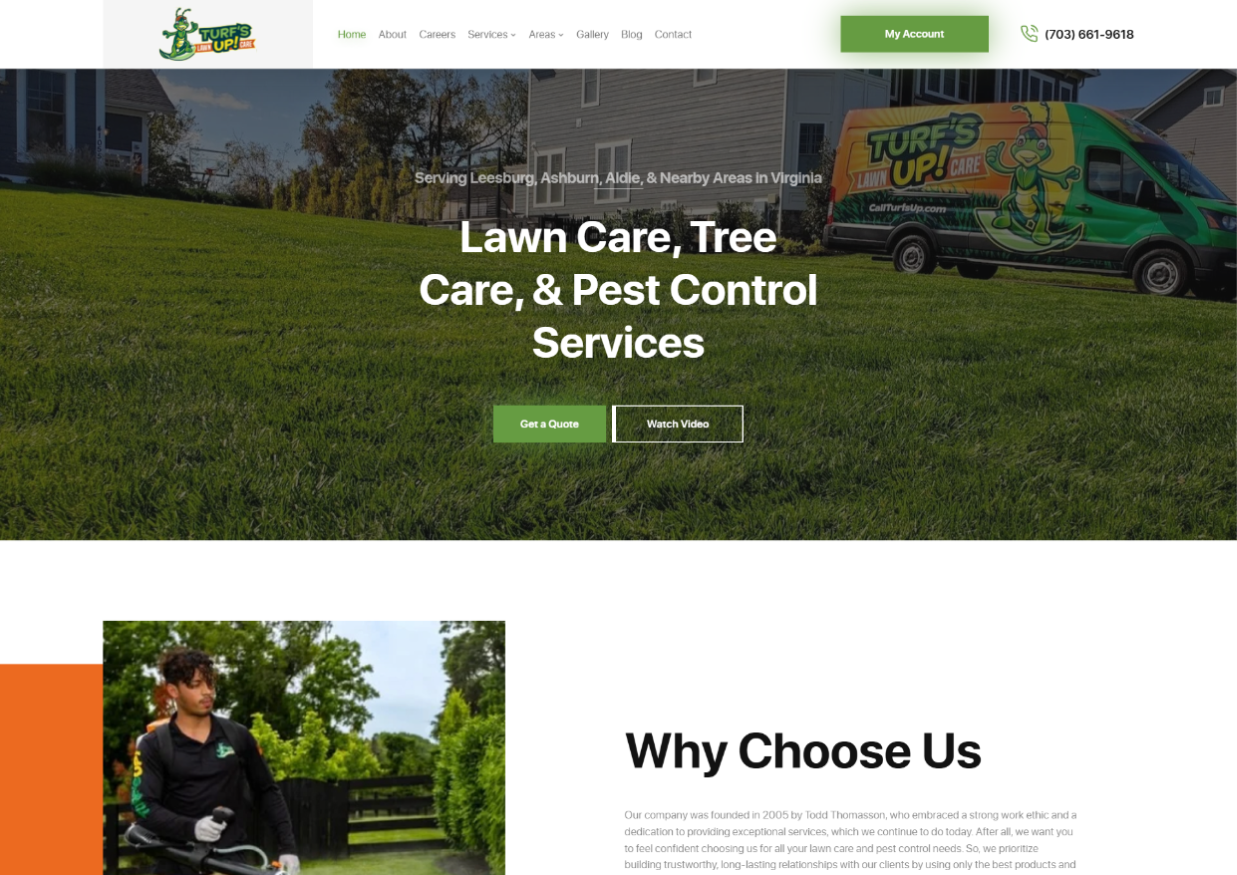 TURF'S
UP!
LAWN CARE
Home About Careers Services Areas Gallery Blog Contact
My Account
(703) 661-9618
Serving Leesburg, Ashburn, Aldie, & Nearby Areas in Virginia
TURF'S
UP!
LAWN CARE
CallTurfsUp.com
Lawn Care, Tree
Care, & Pest Control
Services
Get a Quote
Watch Video
Why Choose Us
Our company was founded in 2005 by Todd Thomasson, who embraced a strong work ethic and a
dedication to providing exceptional services, which we continue to do today. After all, we want you
to feel confident choosing us for all your lawn care and pest control needs. So, we prioritize
building trustworthy, long-lasting relationships with our clients by using only the best products and